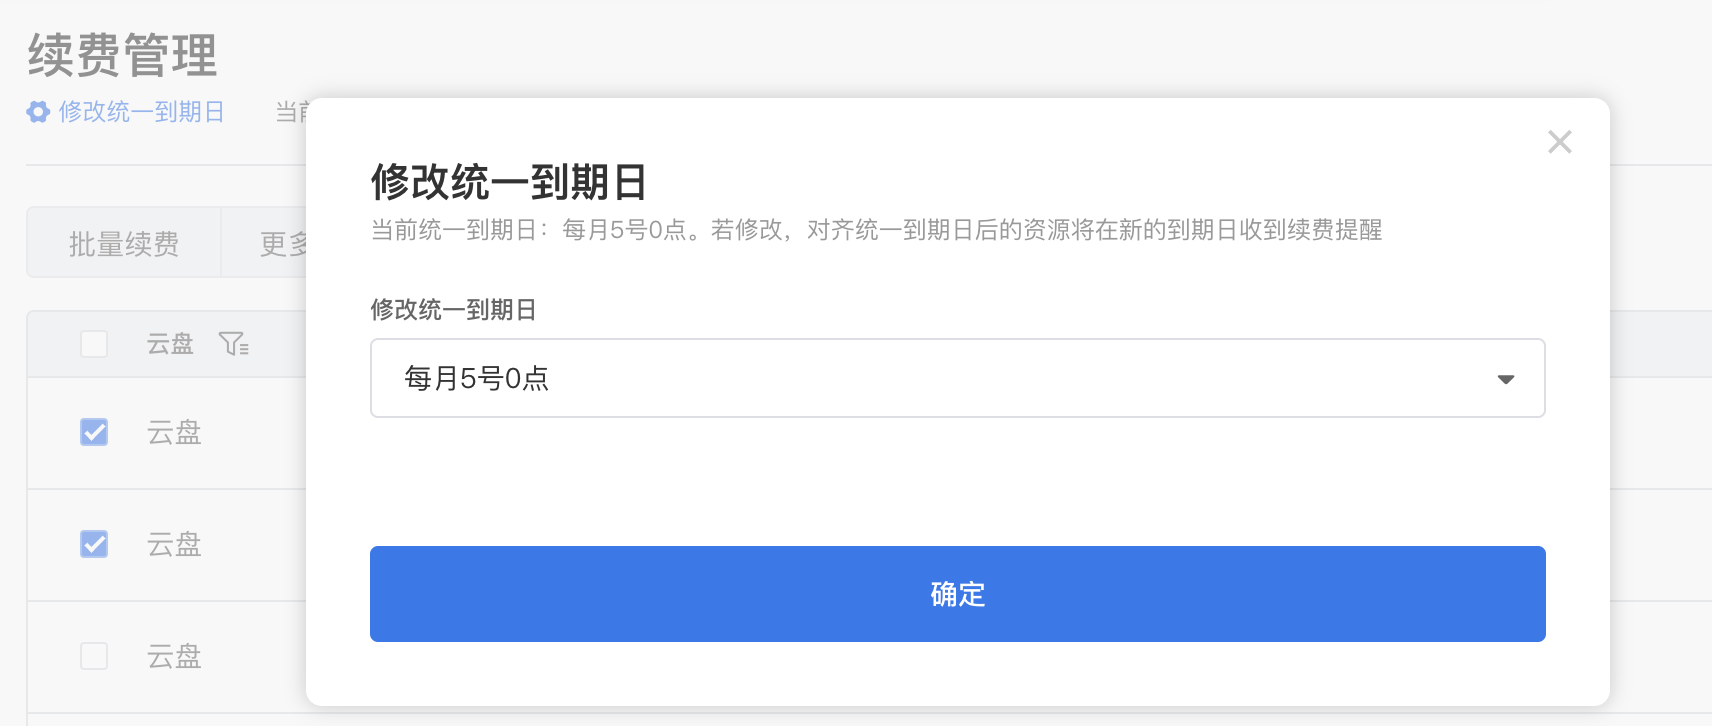 续费管理
修改统一到期日 当前
修改统一到期日
当前统一到期日：每月5号0点。若修改，对齐统一到期日后的资源将在新的到期日收到续费提醒
批量续费 更多
修改统一到期日
云盘
每月5号0点
云盘
云盘
确定
云盘